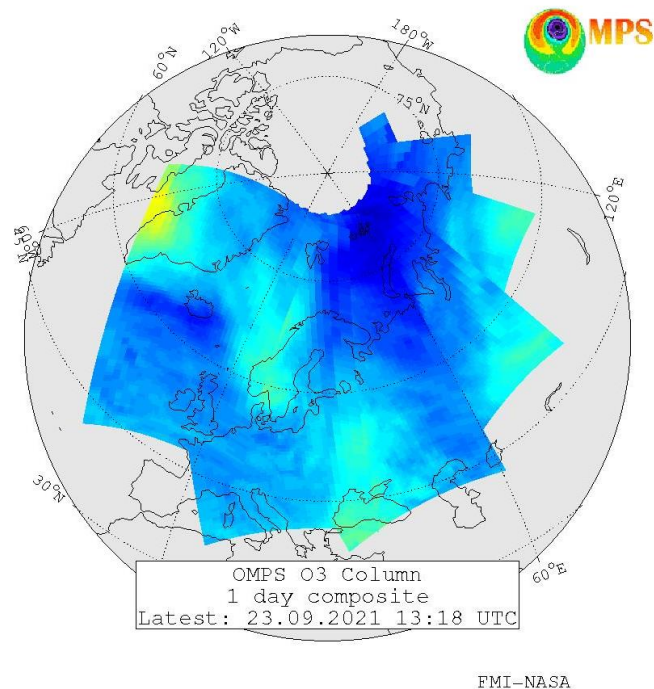 MPS
180°W
120°W
60°N
75°N
120°E
30°N
60°E
OMPS O3 Column
1 day composite
Latest: 23.09.2021 13:18 UTC
FMI-NASA